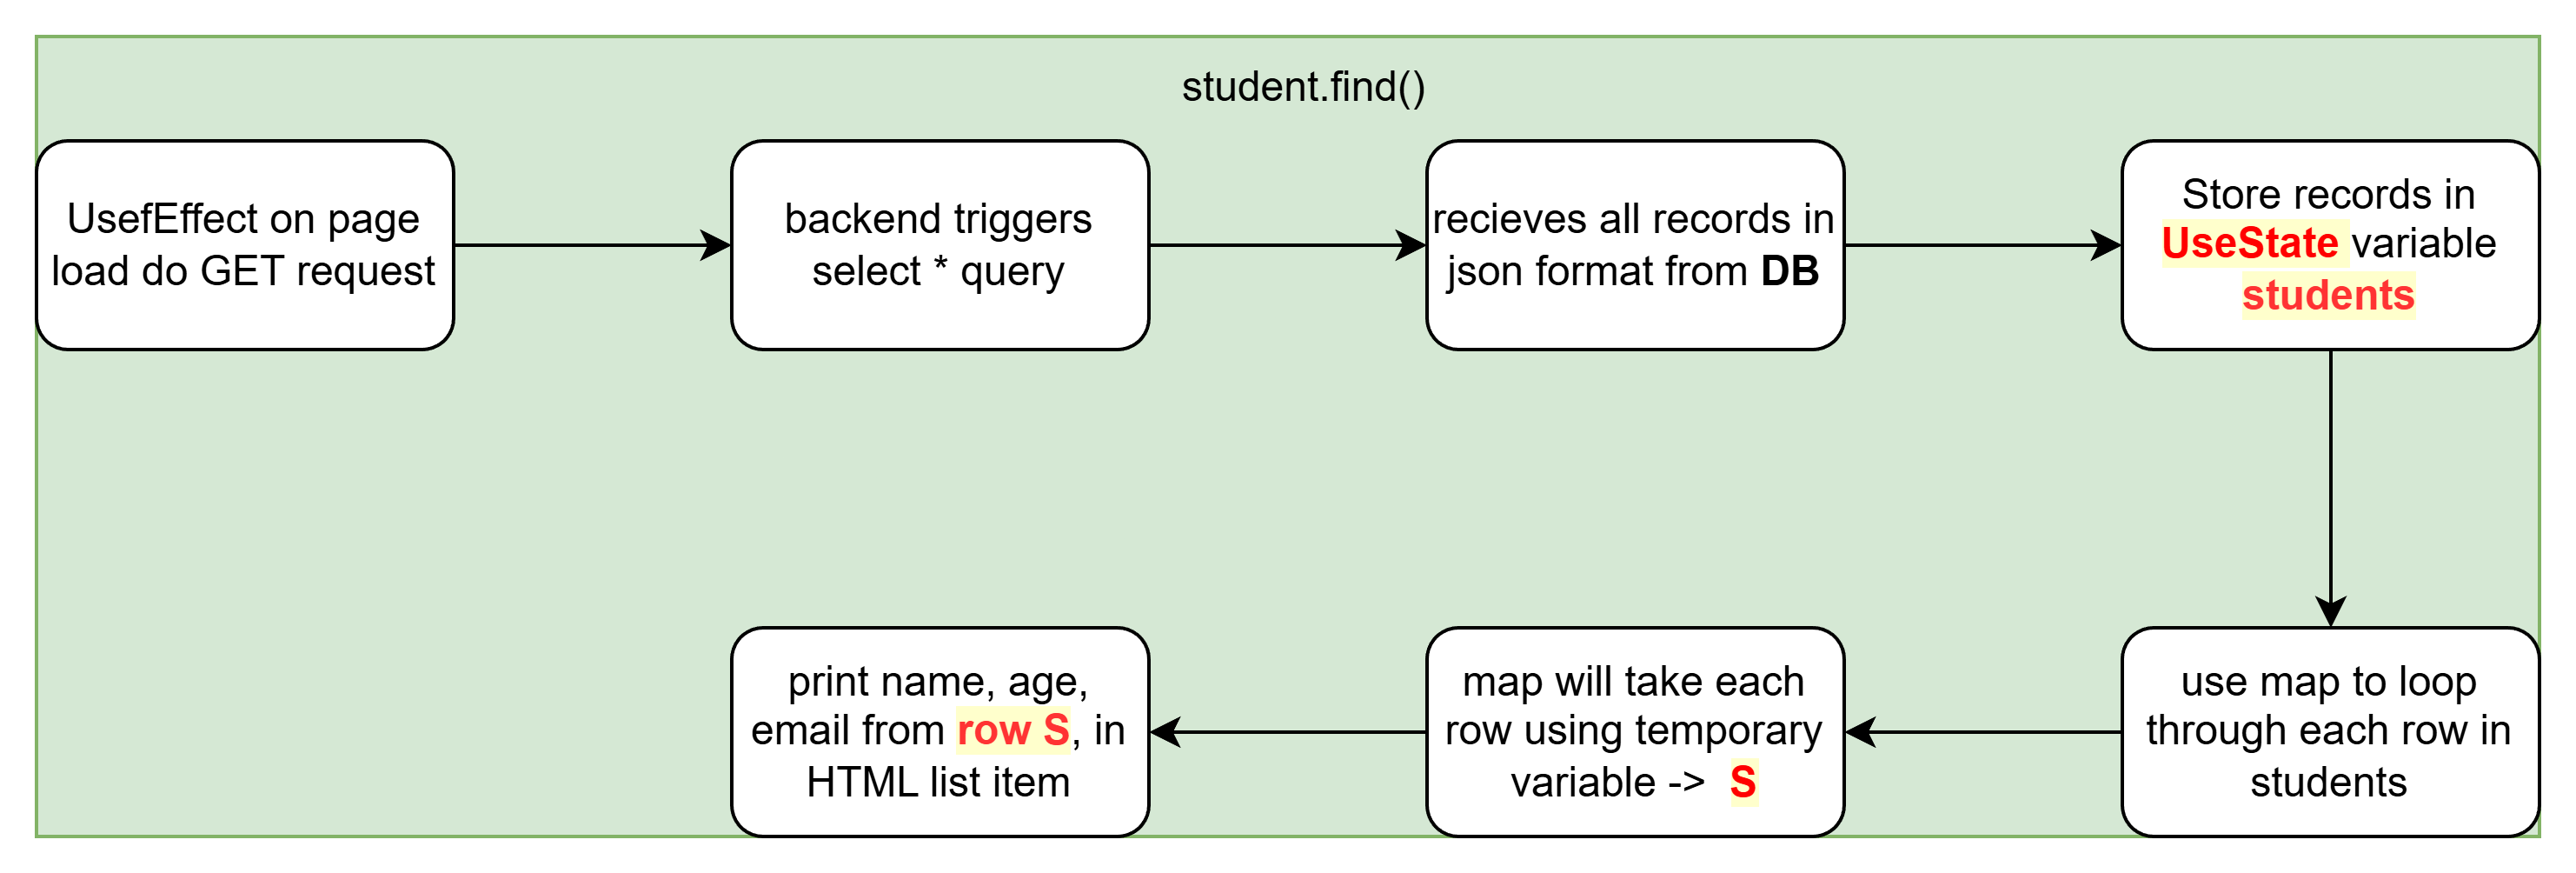 student.find()
UsefEffect on page
load do GET request
backend triggers
select * query
recieves all records in
json format from DB
Store records in
UseState variable
students
use map to loop
through each row in
students
map will take each
row using temporary
variable -> S
print name, age,
email from row S, in
HTML list item